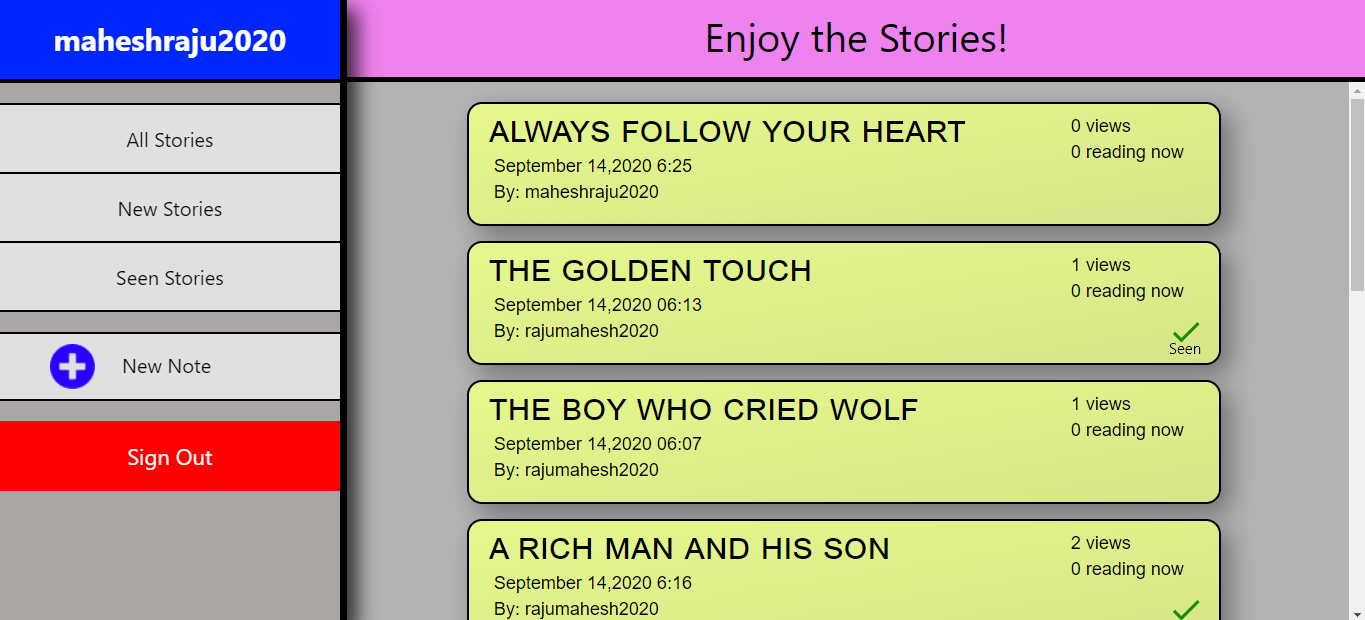 maheshraju2020
All Stories
New Stories
Seen Stories
New Note
Sign Out
Enjoy the Stories!
ALWAYS FOLLOW YOUR HEART
September 14,2020 6:25
By: maheshraju2020
0 views
0 reading now
THE GOLDEN TOUCH
September 14,2020 06:13
By: rajumahesh2020
1 views
0 reading now
Seen
THE BOY WHO CRIED WOLF
September 14,2020 06:07
By: rajumahesh2020
1 views
0 reading now
A RICH MAN AND HIS SON
September 14,2020 6:16
By: rajumahesh2020
2 views
0 reading now